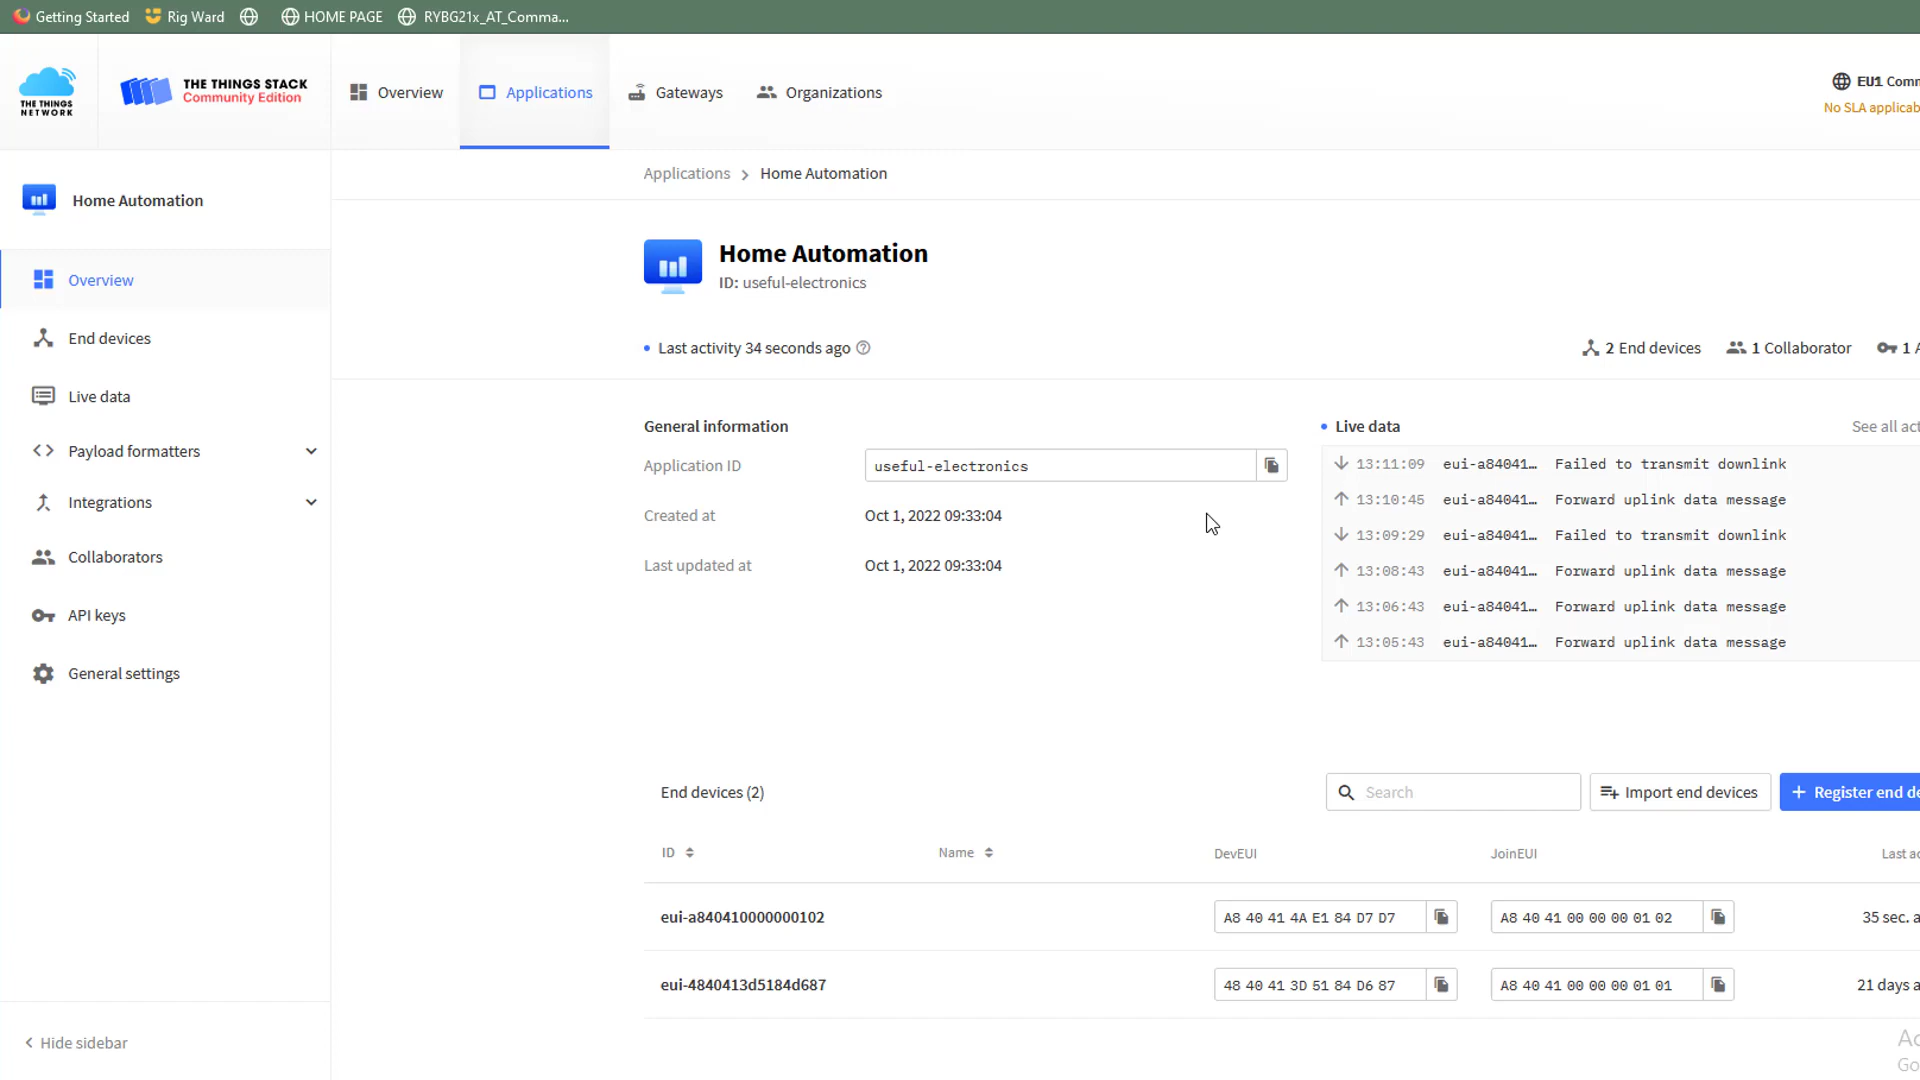 Getting Started Rig Ward HOME PAGE RYBG21x_AT_Comma...
THE THINGS NETWORK
THE THINGS STACK
Community Edition
Overview Applications Gateways Organizations
EU1 Comm
No SLA applicab
Home Automation
Overview
End devices
Live data
Payload formatters
Integrations
Collaborators
API keys
General settings
Hide sidebar
Applications > Home Automation
Home Automation
ID: useful-electronics
Last activity 34 seconds ago
2 End devices 1 Collaborator 1 A
General information
Application ID useful-electronics
Created at Oct 1, 2022 09:33:04
Last updated at Oct 1, 2022 09:33:04
Live data See all act
13:11:09 eui-a84041… Failed to transmit downlink
13:10:45 eui-a84041… Forward uplink data message
13:09:29 eui-a84041… Failed to transmit downlink
13:08:43 eui-a84041… Forward uplink data message
13:06:43 eui-a84041… Forward uplink data message
13:05:43 eui-a84041… Forward uplink data message
End devices (2) Search Import end devices + Register end de
ID Name DevEUI JoinEUI Last ac
eui-a840410000000102 A8 40 41 4A E1 84 D7 D7 A8 40 41 00 00 00 01 02 35 sec. a
eui-4840413d5184d687 48 40 41 3D 51 84 D6 87 A8 40 41 00 00 00 01 01 21 days a
Ac
Go